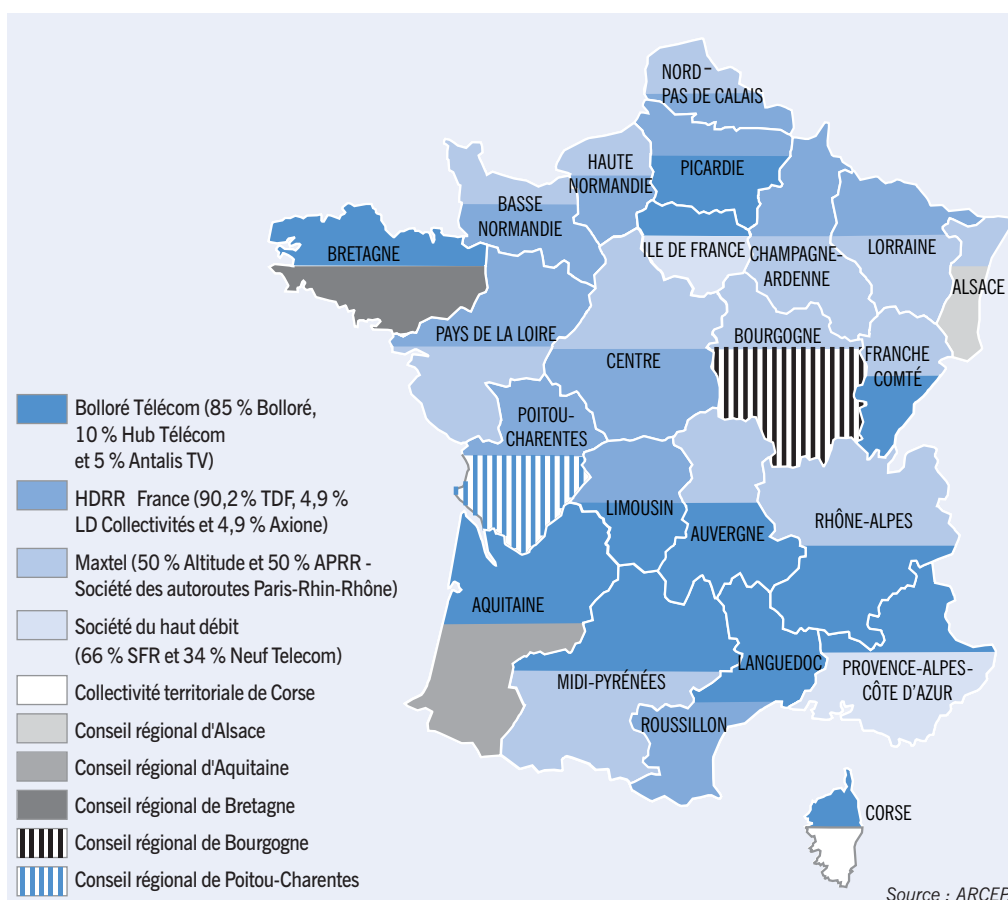 NORD –
PAS DE CALAIS
HAUTE
NORMANDIE
PICARDIE
BASSE
NORMANDIE
BRETAGNE
ILE DE FRANCE
CHAMPAGNE-
ARDENNE
LORRAINE
ALSACE
PAYS DE LA LOIRE
CENTRE
BOURGOGNE
FRANCHE
COMTÉ
POITOU-
CHARENTES
LIMOUSIN
AUVERGNE
RHÔNE-ALPES
AQUITAINE
MIDI-PYRÉNÉES
LANGUEDOC
ROUSSILLON
PROVENCE-ALPES-
CÔTE D'AZUR
CORSE
Bolloré Télécom (85 % Bolloré,
10 % Hub Télécom
et 5 % Antalis TV)
HDRR France (90,2 % TDF, 4,9 %
LD Collectivités et 4,9 % Axione)
Maxtel (50 % Altitude et 50 % APRR -
Société des autoroutes Paris-Rhin-Rhône)
Société du haut débit
(66 % SFR et 34 % Neuf Telecom)
Collectivité territoriale de Corse
Conseil régional d'Alsace
Conseil régional d'Aquitaine
Conseil régional de Bretagne
Conseil régional de Bourgogne
Conseil régional de Poitou-Charentes
Source : ARCEP